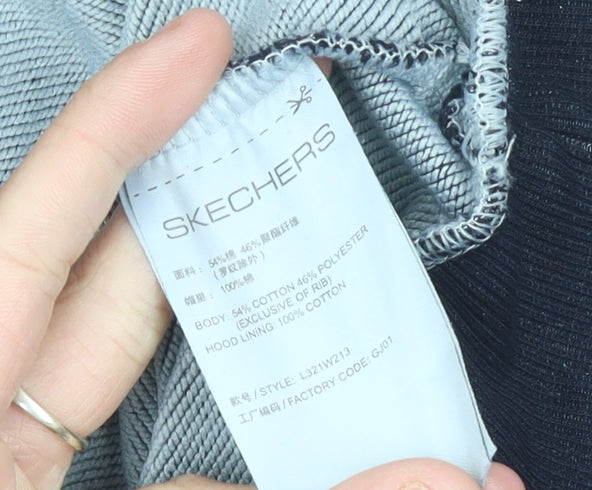 SKECHERS
面料： 54%棉 46%聚酯纤维
（罗纹除外）
帽里： 100%棉
BODY: 54% COTTON 46% POLYESTER
(EXCLUSIVE OF RIB)
HOOD LINING: 100% COTTON
款号 / STYLE: L321W213
工厂编码 / FACTORY CODE: GJ01